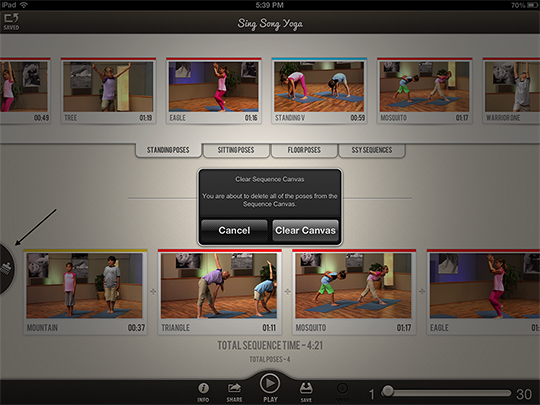 iPad 5:39 PM 70%
SAVED
Sing Song Yoga
00:49 TREE 01:19 EAGLE 01:16 STANDING V 00:59 MOSQUITO 01:17 WARRIOR ONE
STANDING POSES SITTING POSES FLOOR POSES SSY SEQUENCES
Clear Sequence Canvas
You are about to delete all of the poses from the
Sequence Canvas.
Cancel Clear Canvas
MOUNTAIN 00:37 TRIANGLE 01:11 MOSQUITO 01:17 EAGLE
TOTAL SEQUENCE TIME - 4:21
TOTAL POSES - 4
INFO SHARE PLAY SAVE 1 30